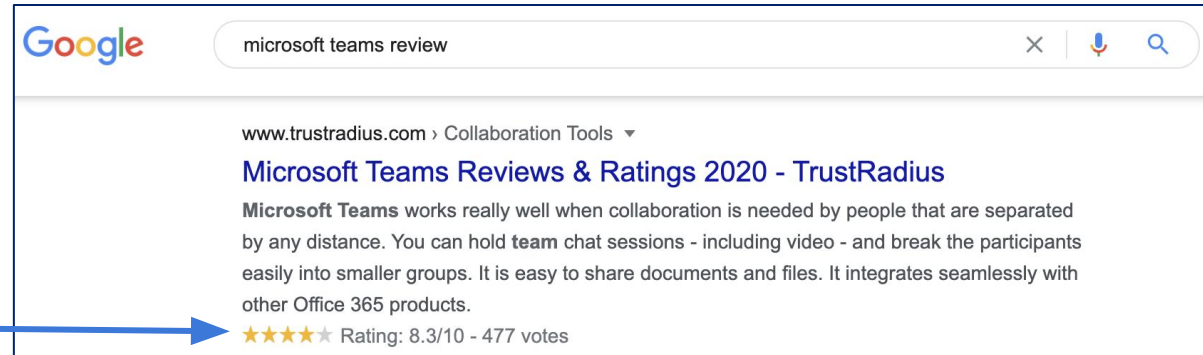 Google
microsoft teams review
www.trustradius.com › Collaboration Tools
Microsoft Teams Reviews & Ratings 2020 - TrustRadius
Microsoft Teams works really well when collaboration is needed by people that are separated
by any distance. You can hold team chat sessions - including video - and break the participants
easily into smaller groups. It is easy to share documents and files. It integrates seamlessly with
other Office 365 products.
Rating: 8.3/10 - 477 votes